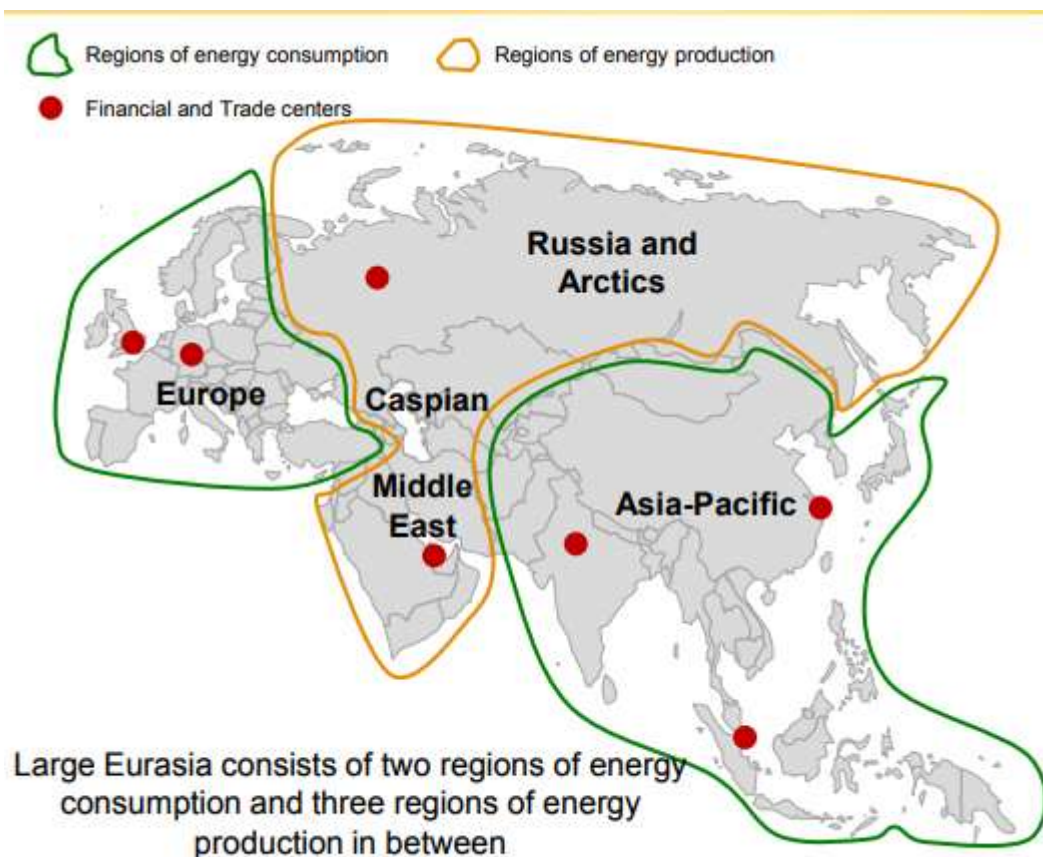 Regions of energy consumption
Regions of energy production
Financial and Trade centers
Russia and
Arctics
Europe
Caspian
Middle
East
Asia-Pacific
Large Eurasia consists of two regions of energy
consumption and three regions of energy
production in between